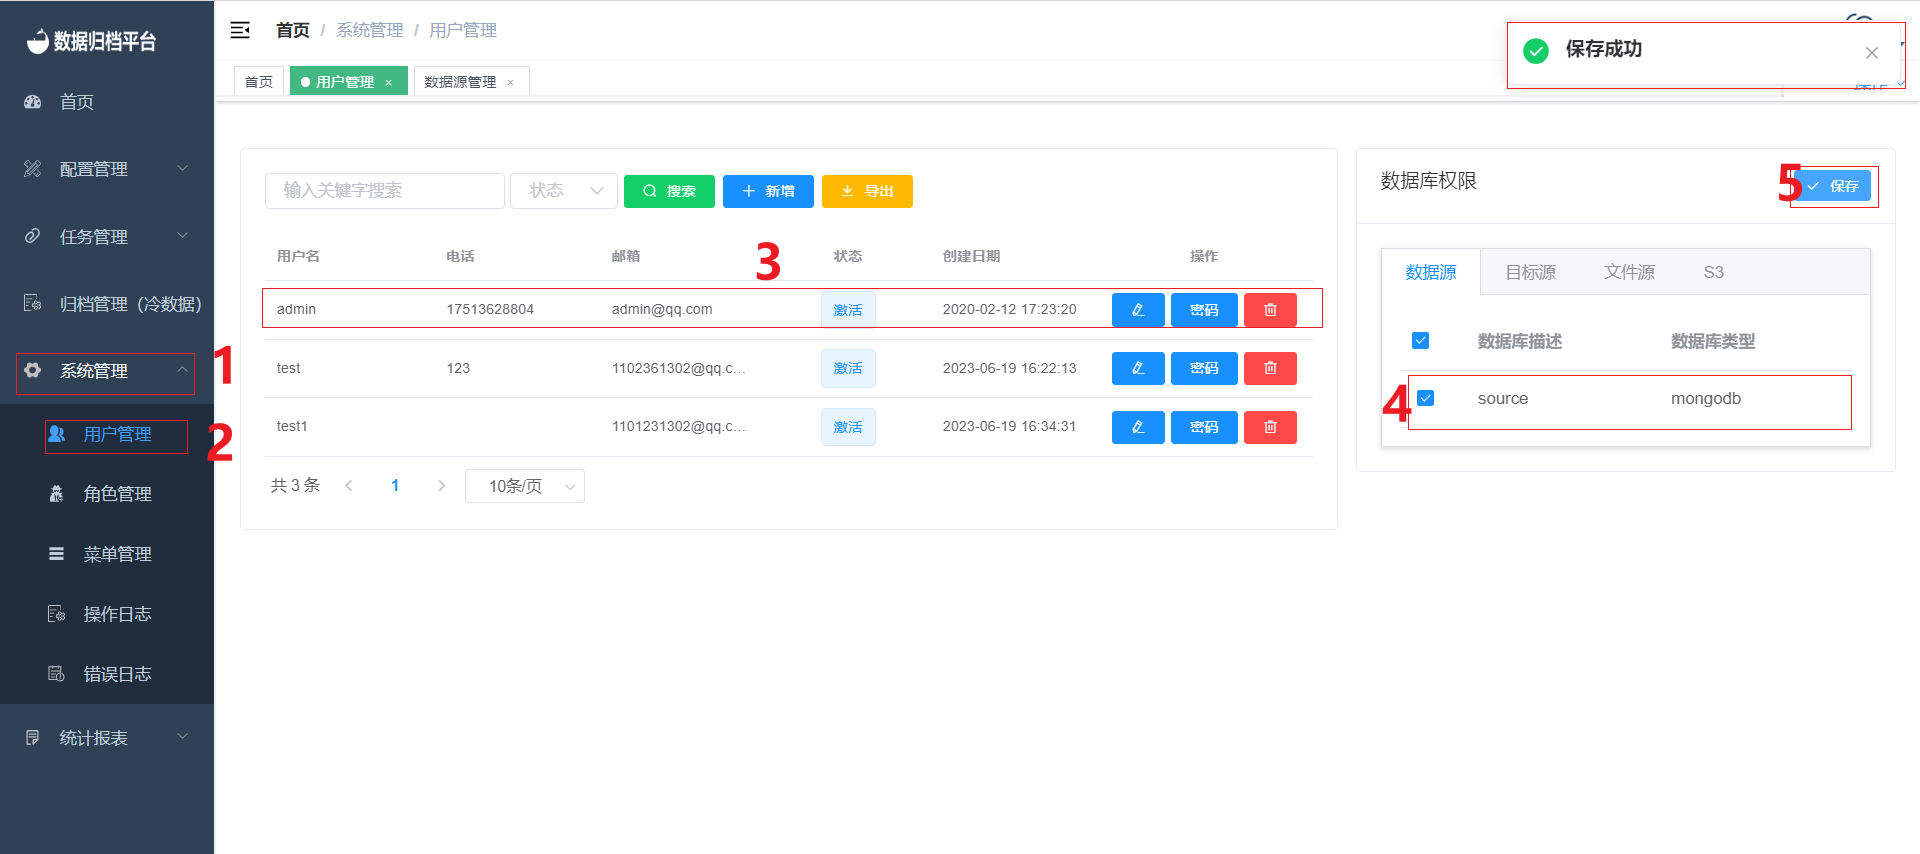 数据归档平台
首页
配置管理
任务管理
归档管理（冷数据）
系统管理
1
用户管理
2
角色管理
菜单管理
操作日志
错误日志
统计报表
首页 / 系统管理 / 用户管理
首页
用户管理 ×
数据源管理 ×
保存成功
输入关键字搜索
状态
搜索
新增
导出
用户名 电话 邮箱 状态 创建日期 操作
3
admin 17513628804 admin@qq.com 激活 2020-02-12 17:23:20 密码
test 123 1102361302@qq.c... 激活 2023-06-19 16:22:13 密码
test1 1101231302@qq.c... 激活 2023-06-19 16:34:31 密码
共 3 条 1 10条/页
数据库权限
5
保存
数据源 目标源 文件源 S3
数据库描述 数据库类型
4
source mongodb